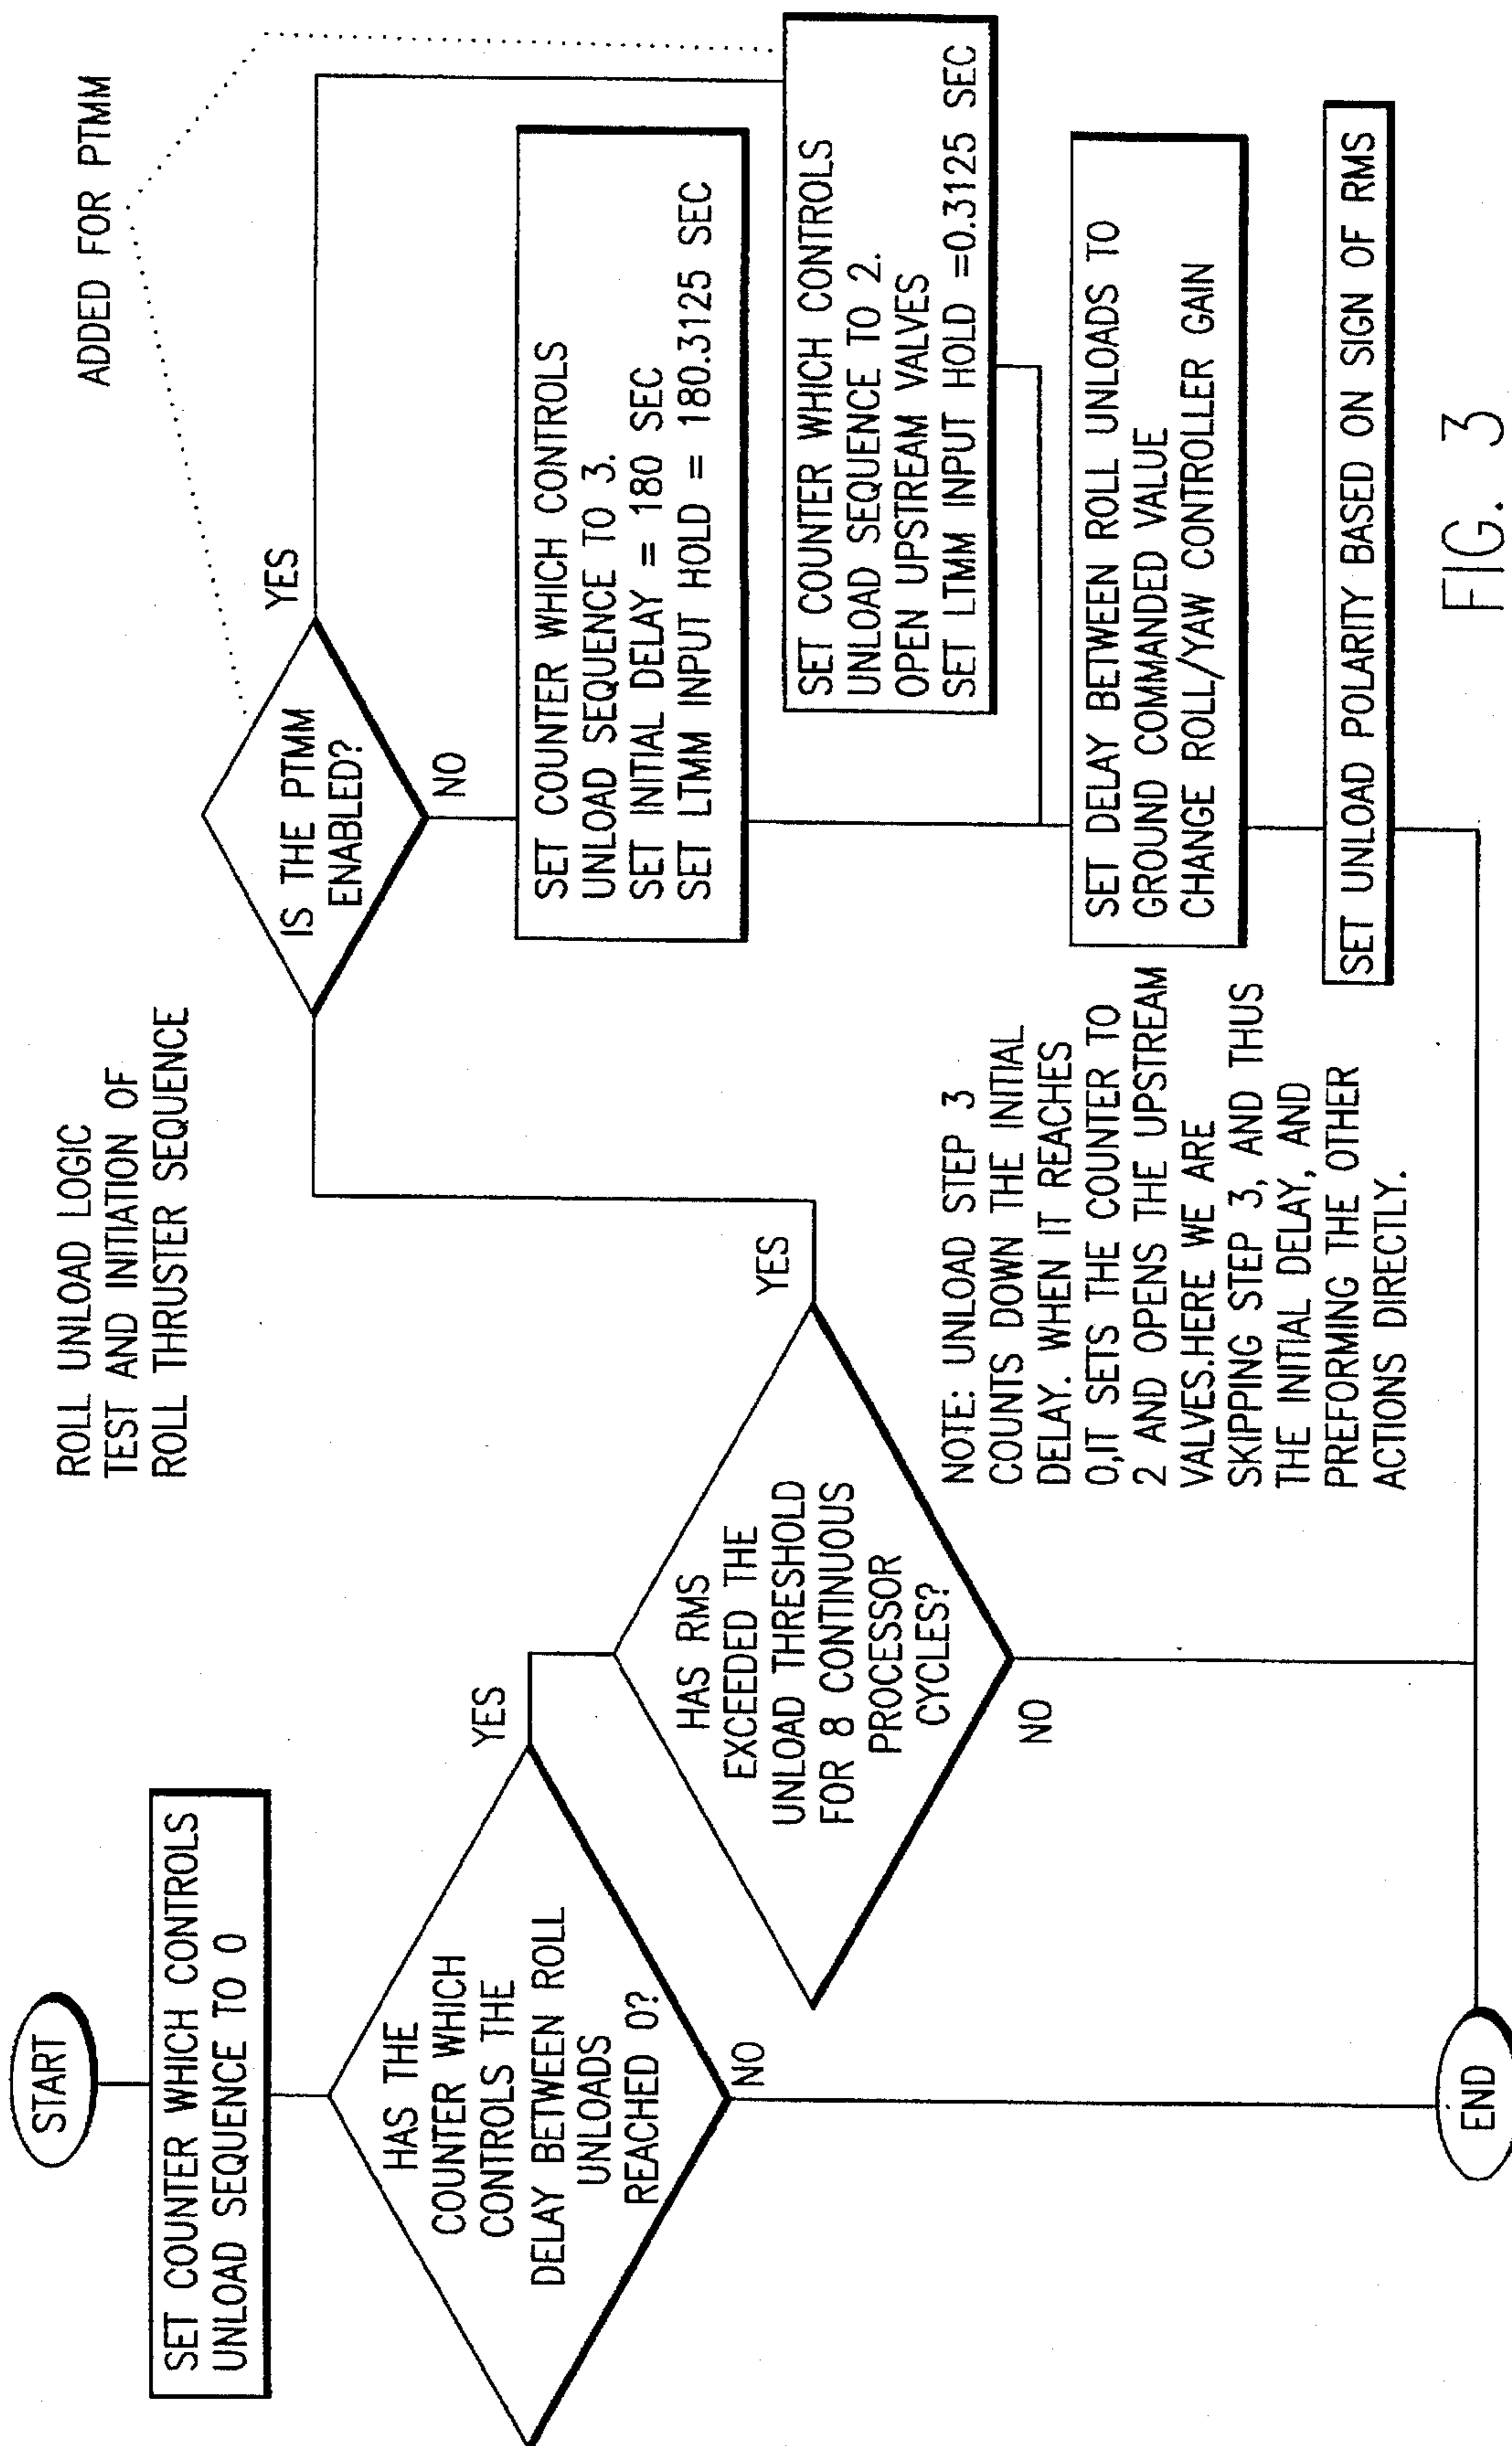 ROLL UNLOAD LOGIC
TEST AND INITIATION OF
ROLL THRUSTER SEQUENCE
ADDED FOR PTMM
START
SET COUNTER WHICH CONTROLS
UNLOAD SEQUENCE TO 0
HAS THE
COUNTER WHICH
CONTROLS THE
DELAY BETWEEN ROLL
UNLOADS
REACHED 0?
YES
NO
HAS RMS
EXCEEDED THE
UNLOAD THRESHOLD
FOR 8 CONTINUOUS
PROCESSOR
CYCLES?
YES
NO
IS THE PTMM
ENABLED?
YES
NO
SET COUNTER WHICH CONTROLS
UNLOAD SEQUENCE TO 3.
SET INITIAL DELAY = 180 SEC
SET LTMM INPUT HOLD = 180.3125 SEC
SET COUNTER WHICH CONTROLS
UNLOAD SEQUENCE TO 2.
OPEN UPSTREAM VALVES
SET LTMM INPUT HOLD =0.3125 SEC
SET DELAY BETWEEN ROLL UNLOADS TO
GROUND COMMANDED VALUE
CHANGE ROLL/YAW CONTROLLER GAIN
SET UNLOAD POLARITY BASED ON SIGN OF RMS
NOTE: UNLOAD STEP 3
COUNTS DOWN THE INITIAL
DELAY. WHEN IT REACHES
0,IT SETS THE COUNTER TO
2 AND OPENS THE UPSTREAM
VALVES.HERE WE ARE
SKIPPING STEP 3, AND THUS
THE INITIAL DELAY, AND
PREFORMING THE OTHER
ACTIONS DIRECTLY.
END
FIG. 3